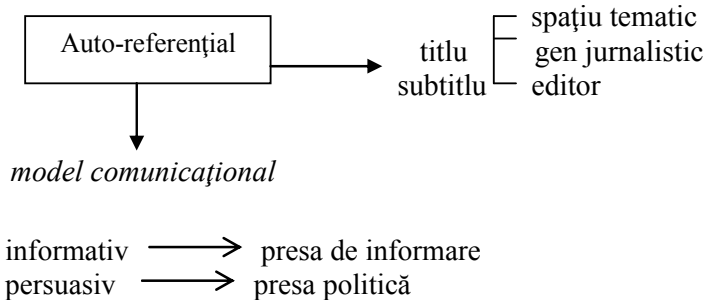 spaţiu tematic
Auto-referenţial
titlu
gen jurnalistic
subtitlu
editor
model comunicaţional
informativ presa de informare
persuasiv presa politică